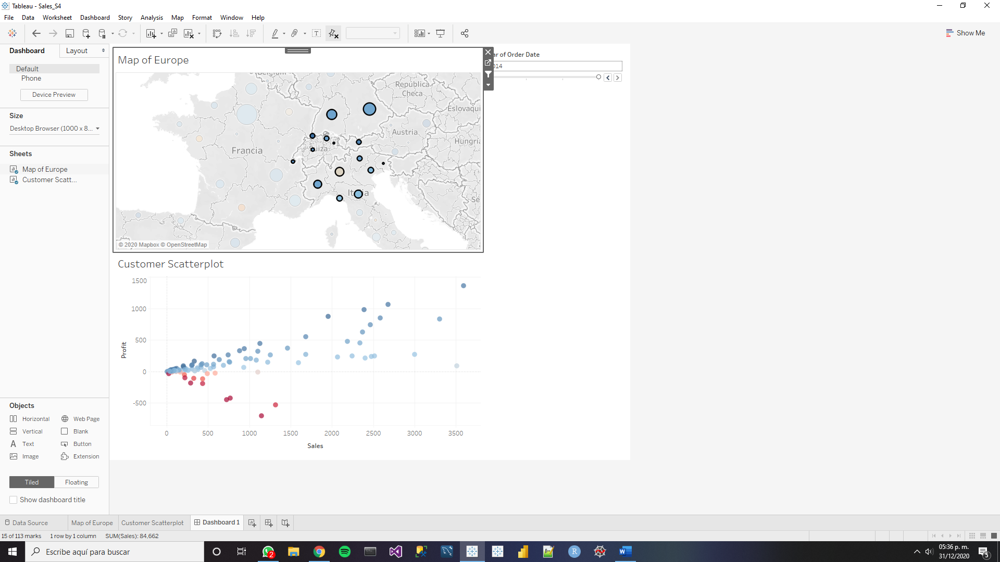 Tableau - Sales_S4
File Data Worksheet Dashboard Story Analysis Map Format Window Help
Show Me
Dashboard Layout
Default
Phone
Device Preview
Size
Desktop Browser (1000 x 8...
Sheets
Map of Europe
Customer Scatt...
Objects
Horizontal Web Page
Vertical Blank
Text Button
Image Extension
Tiled Floating
Show dashboard title
Map of Europe
República
Checa
Eslovaqui
Austria
Hungría
Francia
Suiza
Italia
Se
© 2020 Mapbox © OpenStreetMap
ar of Order Date
014
Customer Scatterplot
1500
1000
500
0
-500
Profit
0 500 1000 1500 2000 2500 3000 3500
Sales
Data Source Map of Europe Customer Scatterplot Dashboard 1
15 of 113 marks 1 row by 1 column SUM(Sales): 84,662
Escribe aquí para buscar
2
05:36 p. m.
31/12/2020
5